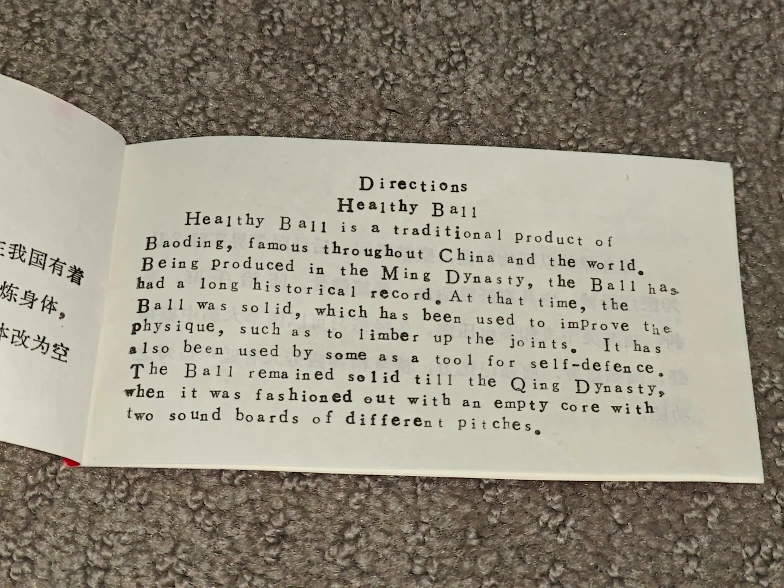 主我国有着
炼身体，
本改为空
Directions
Healthy Ball
Healthy Ball is a traditional product of
Baoding, famous throughout China and the world.
Being produced in the Ming Dynasty, the Ball has
had a long historical record. At that time, the
Ball was solid, which has been used to improve the
physique, such as to limber up the joints. It has
also been used by some as a tool for self-defence.
The Ball remained solid till the Qing Dynasty,
when it was fashioned out with an empty core with
two sound boards of different pitches.